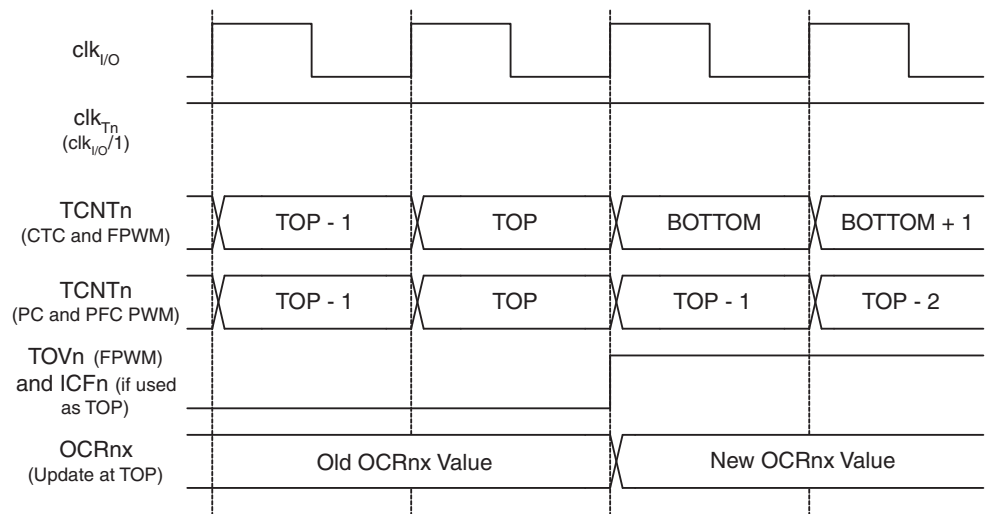 clkI/O
clkTn
(clkI/O/1)
TCNTn
(CTC and FPWM)
TOP - 1
TOP
BOTTOM
BOTTOM + 1
TCNTn
(PC and PFC PWM)
TOP - 1
TOP
TOP - 1
TOP - 2
TOVn (FPWM)
and ICFn (if used
as TOP)
OCRnx
(Update at TOP)
Old OCRnx Value
New OCRnx Value